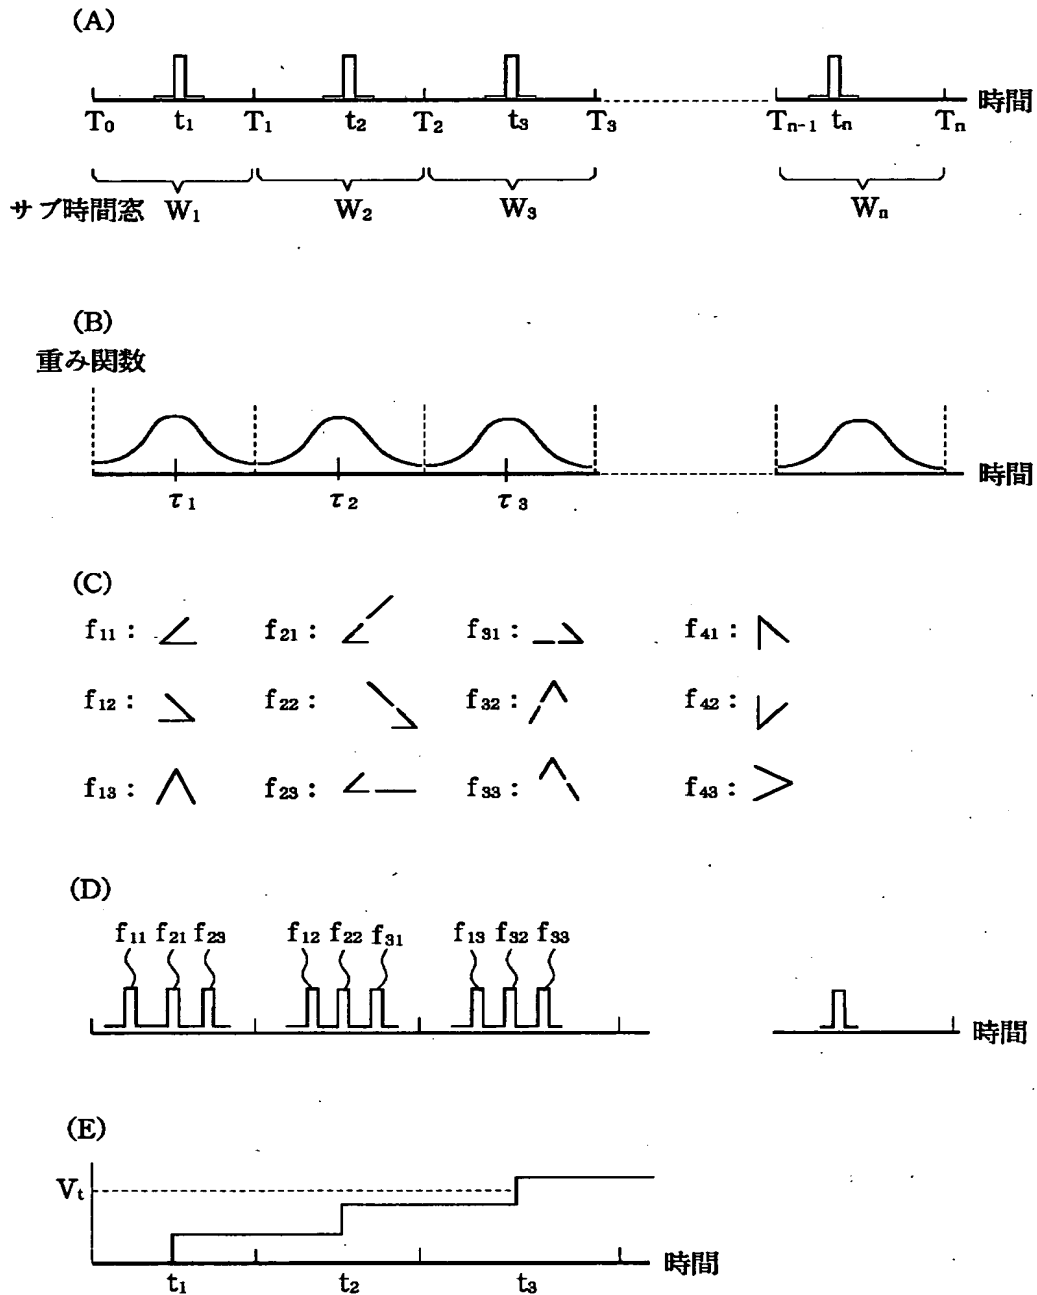 (A)
時間
T₀ t₁ T₁ t₂ T₂ t₃ T₃ Tₙ₋₁ tₙ Tₙ
サブ時間窓 W₁ W₂ W₃ Wₙ
(B)
重み関数
時間
τ₁ τ₂ τ₃
(C)
f₁₁: f₂₁: f₃₁: f₄₁:
f₁₂: f₂₂: f₃₂: f₄₂:
f₁₃: f₂₃: f₃₃: f₄₃:
(D)
f₁₁ f₂₁ f₂₃ f₁₂ f₂₂ f₃₁ f₁₃ f₃₂ f₃₃
時間
(E)
Vₜ
時間
t₁ t₂ t₃